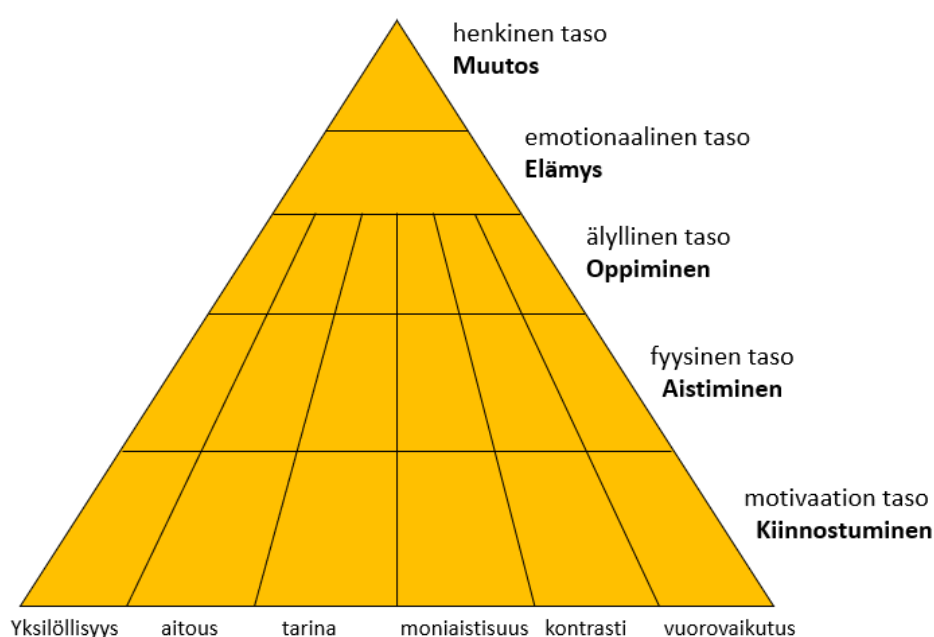 henkinen taso
Muutos
emotionaalinen taso
Elämys
älyllinen taso
Oppiminen
fyysinen taso
Aistiminen
motivaation taso
Kiinnostuminen
Yksilöllisyys aitous tarina moniaistisuus kontrasti vuorovaikutus